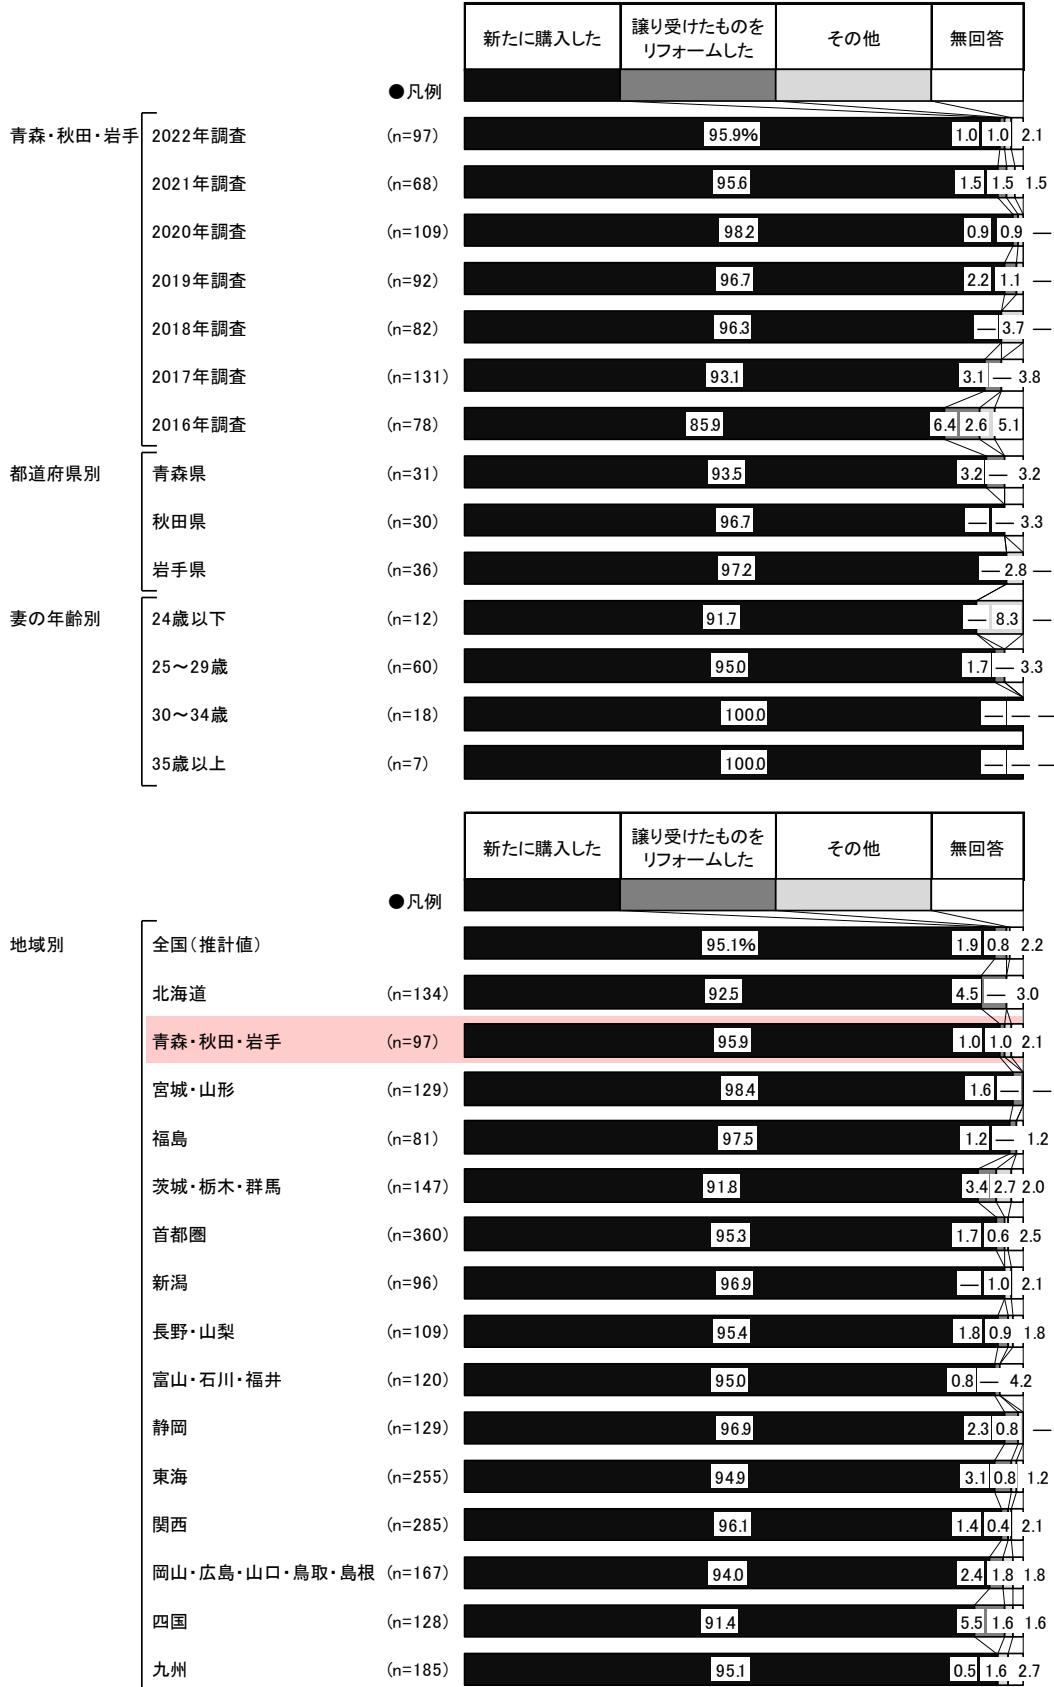 新たに購入した 譲り受けたものを その他 無回答
リフォームした
●凡例
青森・秋田・岩手 2022年調査 (n=97) 95.9% 1.0 1.0 2.1
2021年調査 (n=68) 95.6 1.5 1.5 1.5
2020年調査 (n=109) 98.2 0.9 0.9 —
2019年調査 (n=92) 96.7 2.2 1.1 —
2018年調査 (n=82) 96.3 — 3.7 —
2017年調査 (n=131) 93.1 3.1 — 3.8
2016年調査 (n=78) 85.9 6.4 2.6 5.1
都道府県別 青森県 (n=31) 93.5 3.2 — 3.2
秋田県 (n=30) 96.7 — — 3.3
岩手県 (n=36) 97.2 — 2.8 —
妻の年齢別 24歳以下 (n=12) 91.7 — 8.3 —
25～29歳 (n=60) 95.0 1.7 — 3.3
30～34歳 (n=18) 100.0 — — —
35歳以上 (n=7) 100.0 — — —
新たに購入した 譲り受けたものを その他 無回答
リフォームした
●凡例
地域別 全国(推計値) 95.1% 1.9 0.8 2.2
北海道 (n=134) 92.5 4.5 — 3.0
青森・秋田・岩手 (n=97) 95.9 1.0 1.0 2.1
宮城・山形 (n=129) 98.4 1.6 — —
福島 (n=81) 97.5 1.2 — 1.2
茨城・栃木・群馬 (n=147) 91.8 3.4 2.7 2.0
首都圏 (n=360) 95.3 1.7 0.6 2.5
新潟 (n=96) 96.9 — 1.0 2.1
長野・山梨 (n=109) 95.4 1.8 0.9 1.8
富山・石川・福井 (n=120) 95.0 0.8 — 4.2
静岡 (n=129) 96.9 2.3 0.8 —
東海 (n=255) 94.9 3.1 0.8 1.2
関西 (n=285) 96.1 1.4 0.4 2.1
岡山・広島・山口・鳥取・島根 (n=167) 94.0 2.4 1.8 1.8
四国 (n=128) 91.4 5.5 1.6 1.6
九州 (n=185) 95.1 0.5 1.6 2.7